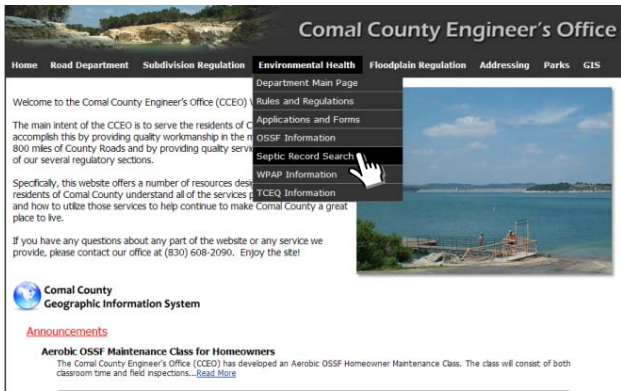 Comal County Engineer's Office
Home Road Department Subdivision Regulation Environmental Health Floodplain Regulation Addressing Parks GIS
Department Main Page
Rules and Regulations
Applications and Forms
OSSF Information
Septic Record Search
WPAP Information
TCEQ Information
Welcome to the Comal County Engineer's Office (CCEO)
The main intent of the CCEO is to serve the residents of
accomplish this by providing quality workmanship in the
800 miles of County Roads and by providing quality
of our several regulatory sections.
Specifically, this website offers a number of resources
residents of Comal County understand all of the services
and how to utilize those services to help continue to make Comal County a great
place to live.
If you have any questions about any part of the website or any service we
provide, please contact our office at (830) 608-2090. Enjoy the site!
Comal County
Geographic Information System
Announcements
Aerobic OSSF Maintenance Class for Homeowners
The Comal County Engineer's Office (CCEO) has developed an Aerobic OSSF Homeowner Maintenance Class. The class will consist of both
classroom time and field inspections...Read More